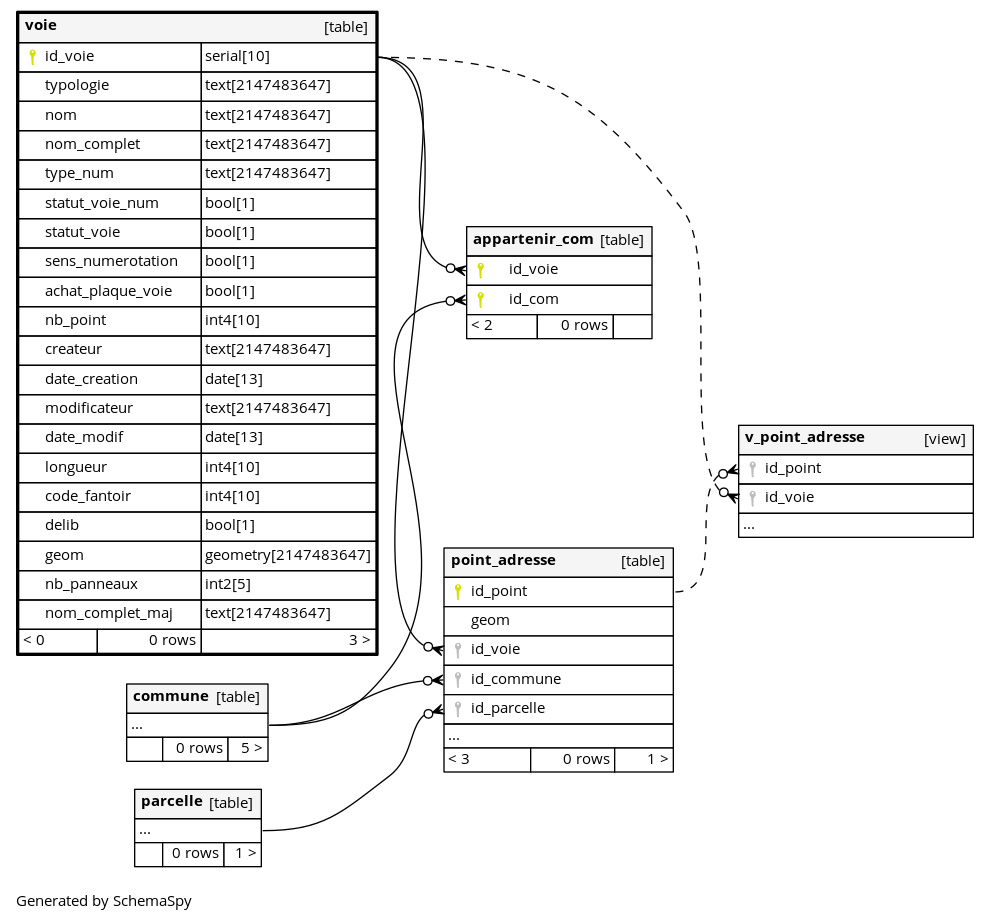 voie [table]
id_voie serial[10]
typologie text[2147483647]
nom text[2147483647]
nom_complet text[2147483647]
type_num text[2147483647]
statut_voie_num bool[1]
statut_voie bool[1]
sens_numerotation bool[1]
achat_plaque_voie bool[1]
nb_point int4[10]
createur text[2147483647]
date_creation date[13]
modificateur text[2147483647]
date_modif date[13]
longueur int4[10]
code_fantoir int4[10]
delib bool[1]
geom geometry[2147483647]
nb_panneaux int2[5]
nom_complet_maj text[2147483647]
< 0 0 rows 3 >
appartenir_com [table]
id_voie
id_com
< 2 0 rows
v_point_adresse [view]
id_point
id_voie
...
point_adresse [table]
id_point
geom
id_voie
id_commune
id_parcelle
...
< 3 0 rows 1 >
commune [table]
...
0 rows 5 >
parcelle [table]
...
0 rows 1 >
Generated by SchemaSpy